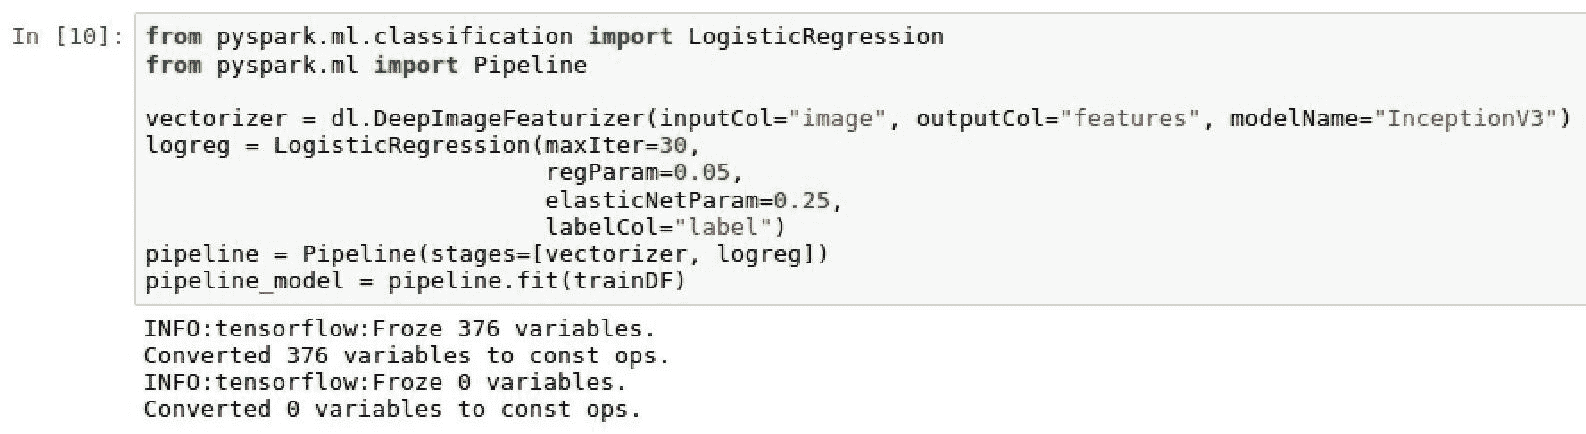 In [10]: from pyspark.ml.classification import LogisticRegression
from pyspark.ml import Pipeline
vectorizer = dl.DeepImageFeaturizer(inputCol="image", outputCol="features", modelName="InceptionV3")
logreg = LogisticRegression(maxIter=30,
regParam=0.05,
elasticNetParam=0.25,
labelCol="label")
pipeline = Pipeline(stages=[vectorizer, logreg])
pipeline_model = pipeline.fit(trainDF)
INFO:tensorflow:Froze 376 variables.
Converted 376 variables to const ops.
INFO:tensorflow:Froze 0 variables.
Converted 0 variables to const ops.